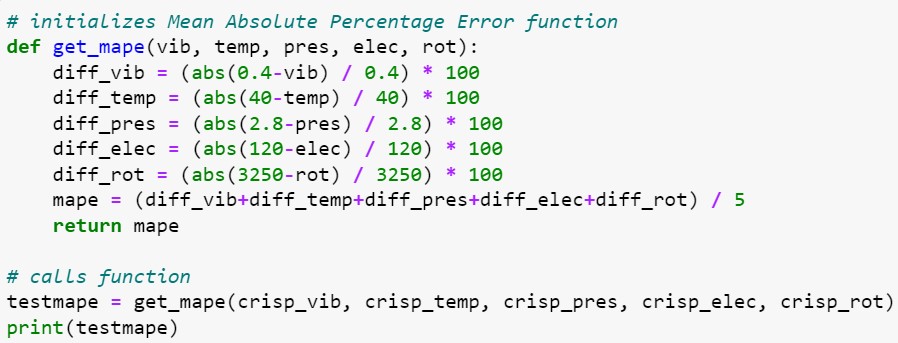 # initializes Mean Absolute Percentage Error function
def get_mape(vib, temp, pres, elec, rot):
    diff_vib = (abs(0.4-vib) / 0.4) * 100
    diff_temp = (abs(40-temp) / 40) * 100
    diff_pres = (abs(2.8-pres) / 2.8) * 100
    diff_elec = (abs(120-elec) / 120) * 100
    diff_rot = (abs(3250-rot) / 3250) * 100
    mape = (diff_vib+diff_temp+diff_pres+diff_elec+diff_rot) / 5
    return mape

# calls function
testmape = get_mape(crisp_vib, crisp_temp, crisp_pres, crisp_elec, crisp_rot)
print(testmape)